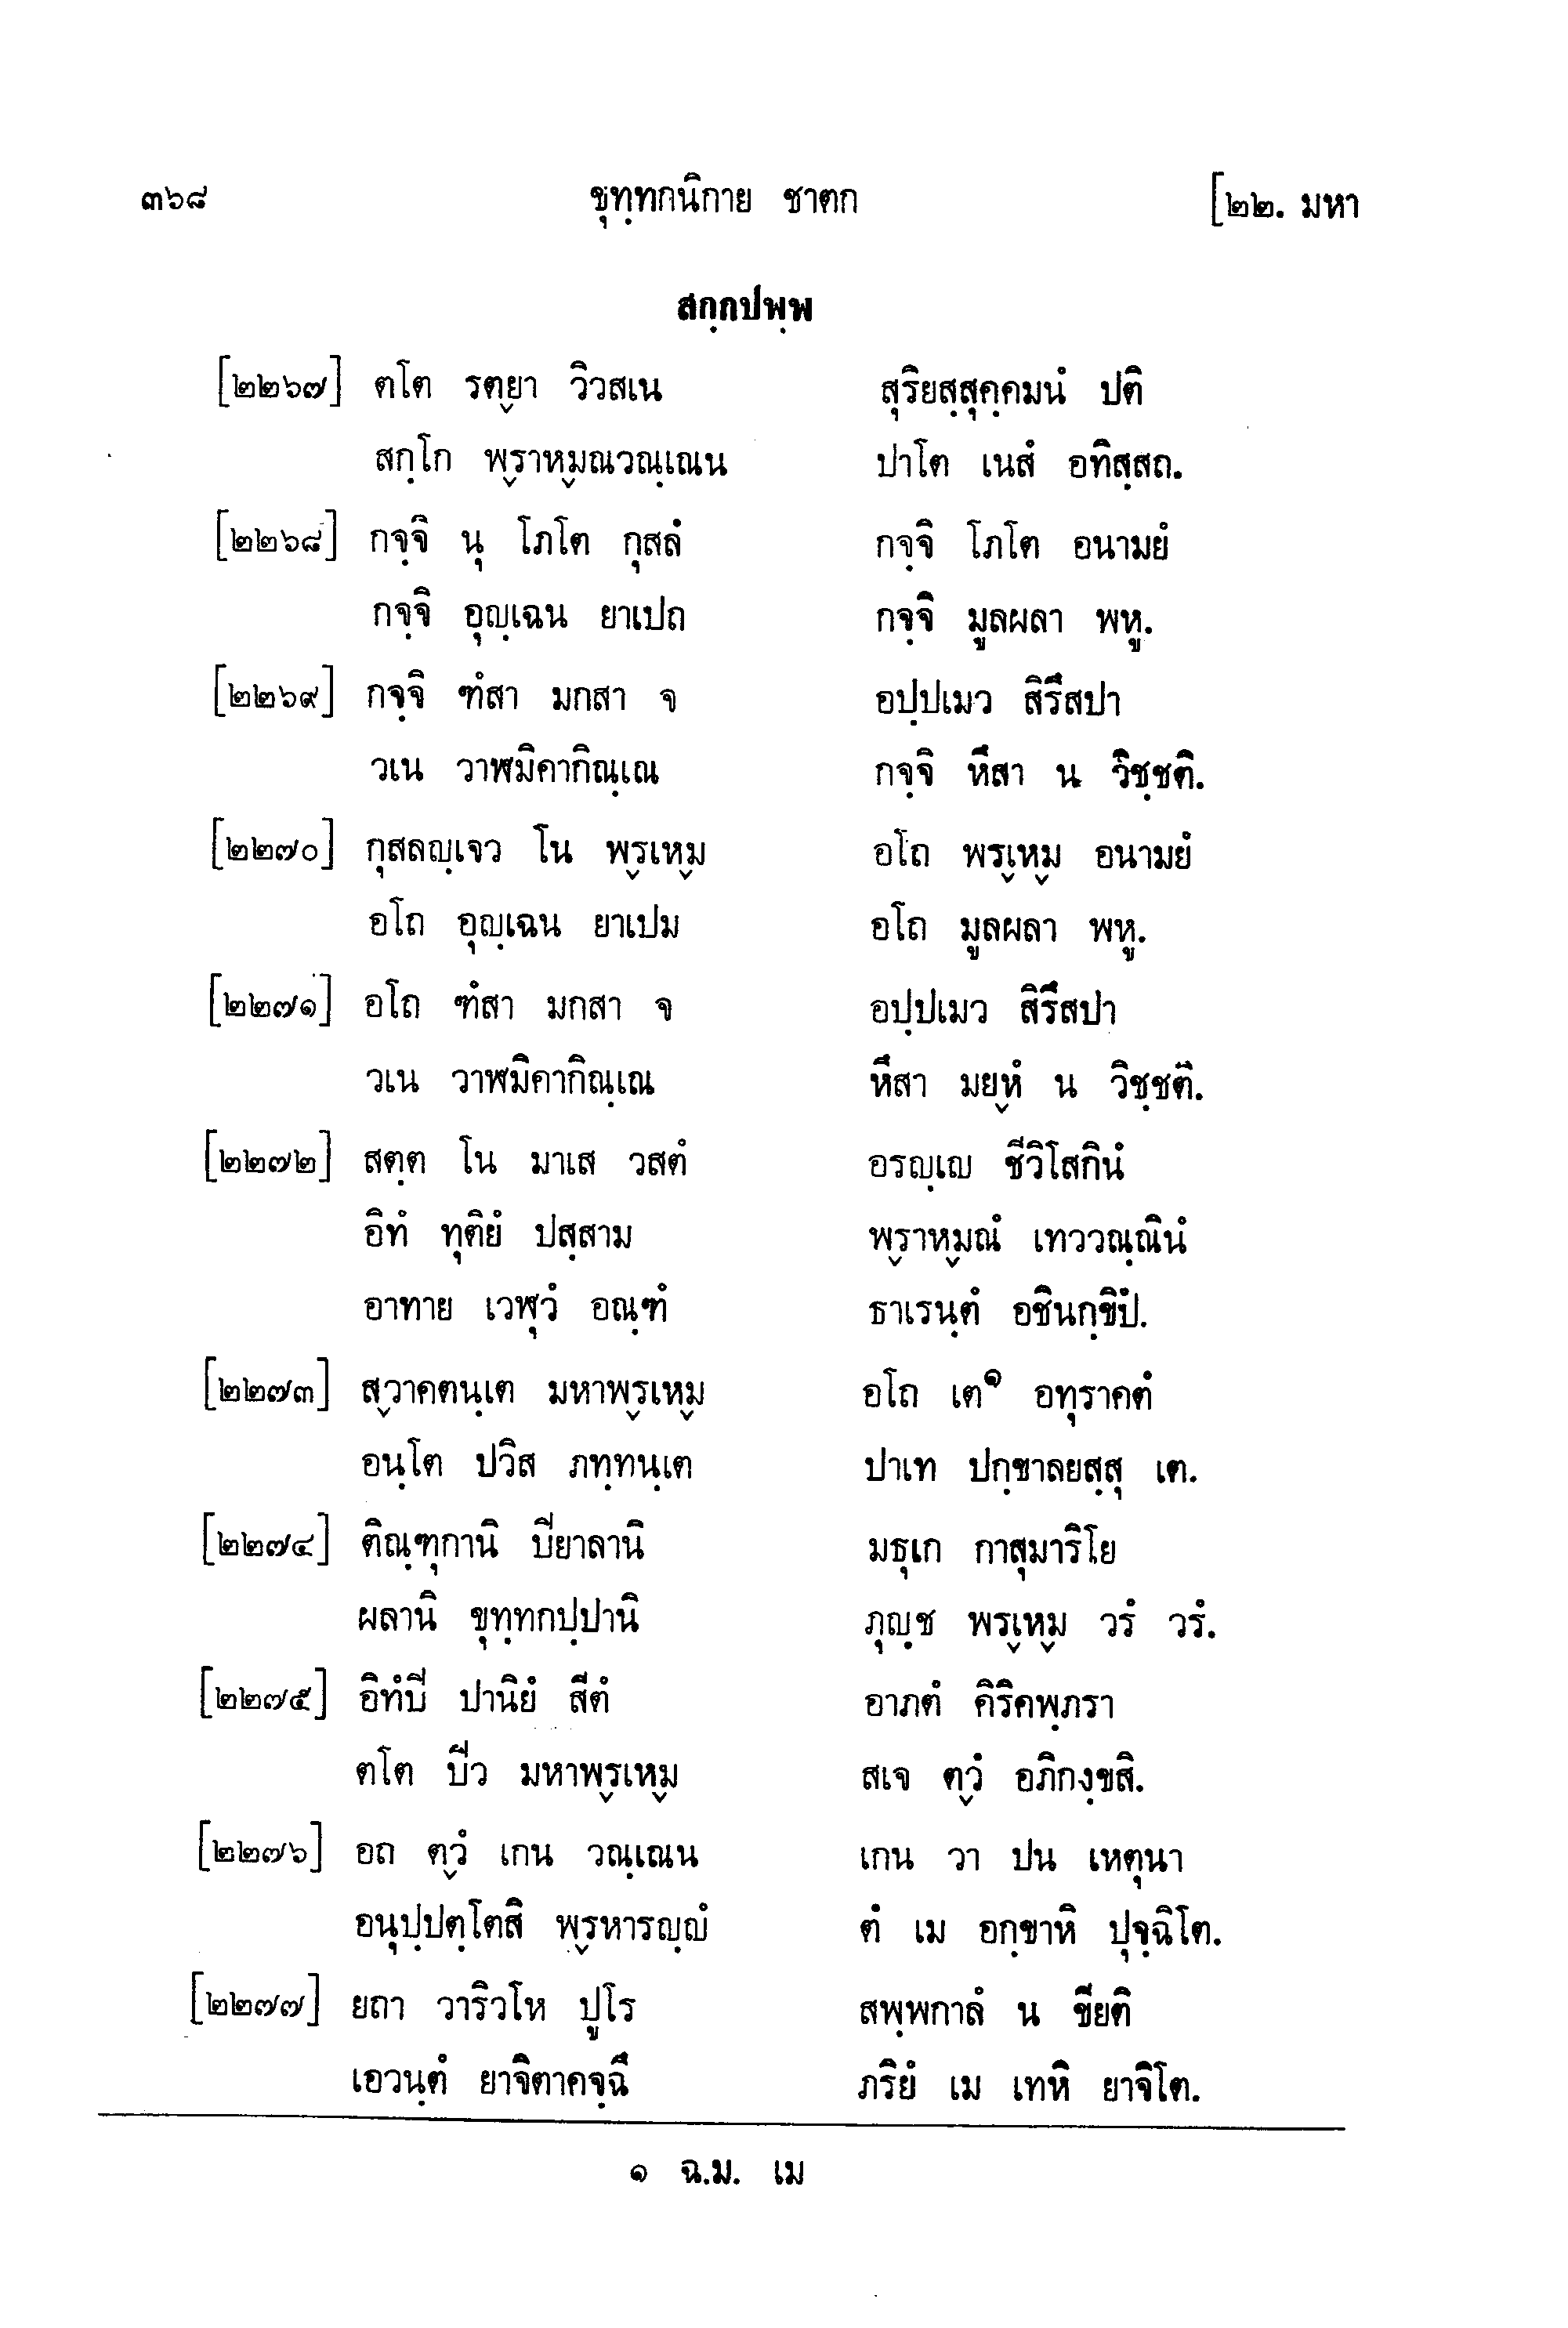 ๓๖๘ ขุทฺทกนิกาย ชาตก [๒๒. มหา
สกฺกปพฺพ
[๒๒๖๗] ตโต รตฺยา วิวสเน สุริยสฺสุคฺคมนํ ปติ
สกฺโก พฺราหฺมณวณฺเณน ปาโต เนสํ อทิสฺสถ.
[๒๒๖๘] กจฺจิ นุ โภโต กุสลํ กจฺจิ โภโต อนามยํ
กจฺจิ อุญฺเฉน ยาเปถ กจฺจิ มูลผลา พหู.
[๒๒๖๙] กจฺจิ ฑํสา มกสา จ อปฺปเมว สิรึสปา
วเน วาฬมิคากิณฺเณ กจฺจิ หึสา น วิชฺชติ.
[๒๒๗๐] กุสลญฺเจว โน พฺรเหฺม อโถ พฺรเหฺม อนามยํ
อโถ อุญฺเฉน ยาเปม อโถ มูลผลา พหู.
[๒๒๗๑] อโถ ฑํสา มกสา จ อปฺปเมว สิรึสปา
วเน วาฬมิคากิณฺเณ หึสา มยฺหํ น วิชฺชติ.
[๒๒๗๒] สตฺต โน มาเส วสตํ อรญฺเญ ชีวิโสกินํ
อิทํ ทุติยํ ปสฺสาม พฺราหฺมณํ เทววณฺณินํ
อาทาย เวฬุวํ อณฺฑํ ธาเรนฺตํ อชินกฺขิปํ.
[๒๒๗๓] สฺวาคตนฺเต มหาพฺรเหฺม อโถ เต๑ อทุราคตํ
อนฺโต ปวิส ภทฺทนฺเต ปาเท ปกฺขาลยสฺสุ เต.
[๒๒๗๔] ติณฺฑุกานิ ปิยาลานิ มธุเก กาสุมาริโย
ผลานิ ขุทฺทกปฺปานิ ภุญฺช พฺรเหฺม วรํ วรํ.
[๒๒๗๕] อิทํปิ ปานิยํ สีตํ อาภตํ คิริคพฺภรา
ตโต ปิว มหาพฺรเหฺม สเจ ตฺวํ อภิกงฺขสิ.
[๒๒๗๖] อถ ตฺวํ เกน วณฺเณน เกน วา ปน เหตุนา
อนุปฺปตฺโตสิ พฺรหารญฺญํ ตํ เม อกฺขาหิ ปุจฺฉิโต.
[๒๒๗๗] ยถา วาริวโห ปูโร สพฺพกาลํ น ขียติ
เอวนฺตํ ยาจิตาคจฺฉึ ภริยํ เม เทหิ ยาจิโต.
๑ ฉ.ม. เม